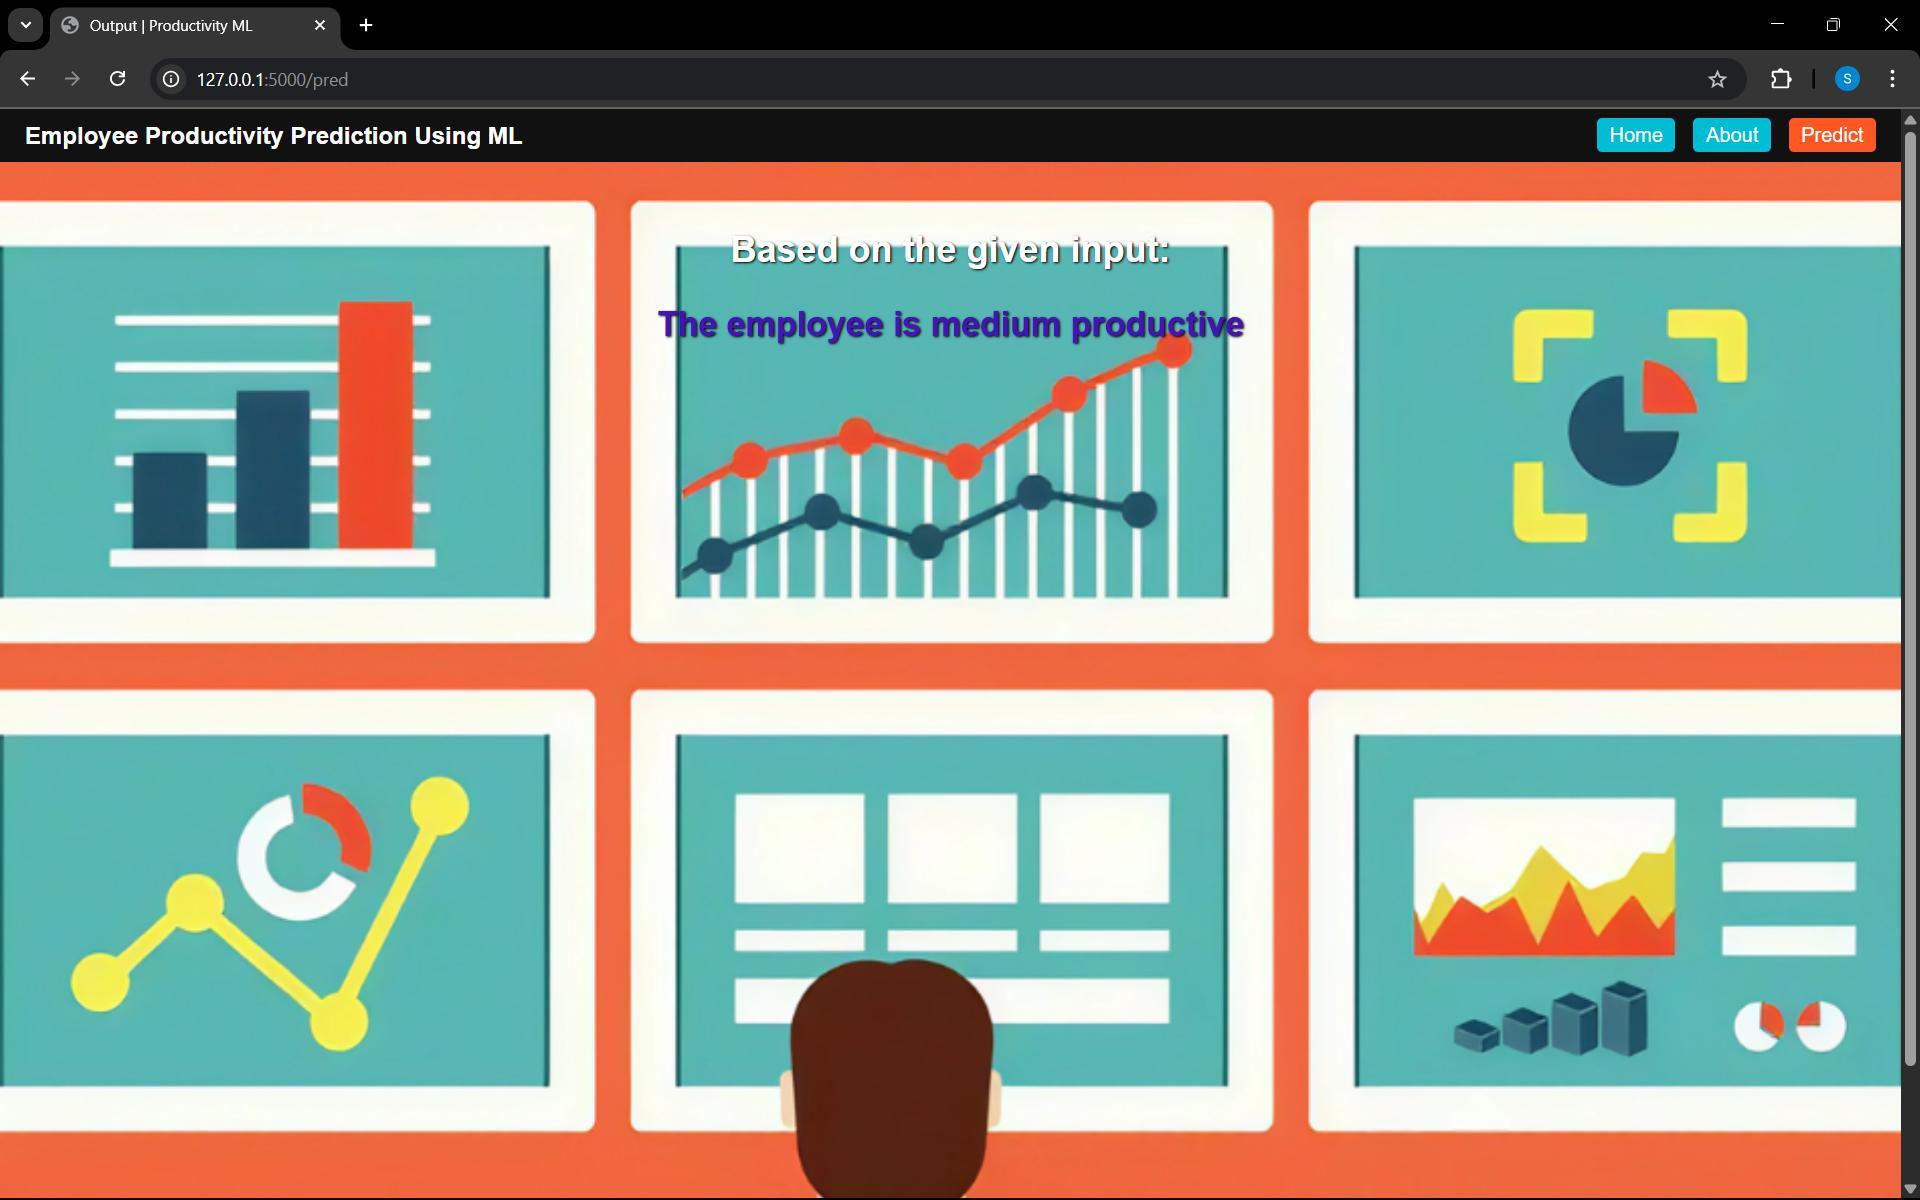 Output | Productivity ML
127.0.0.1:5000/pred
S
Employee Productivity Prediction Using ML
Home
About
Predict
Based on the given input:
The employee is medium productive